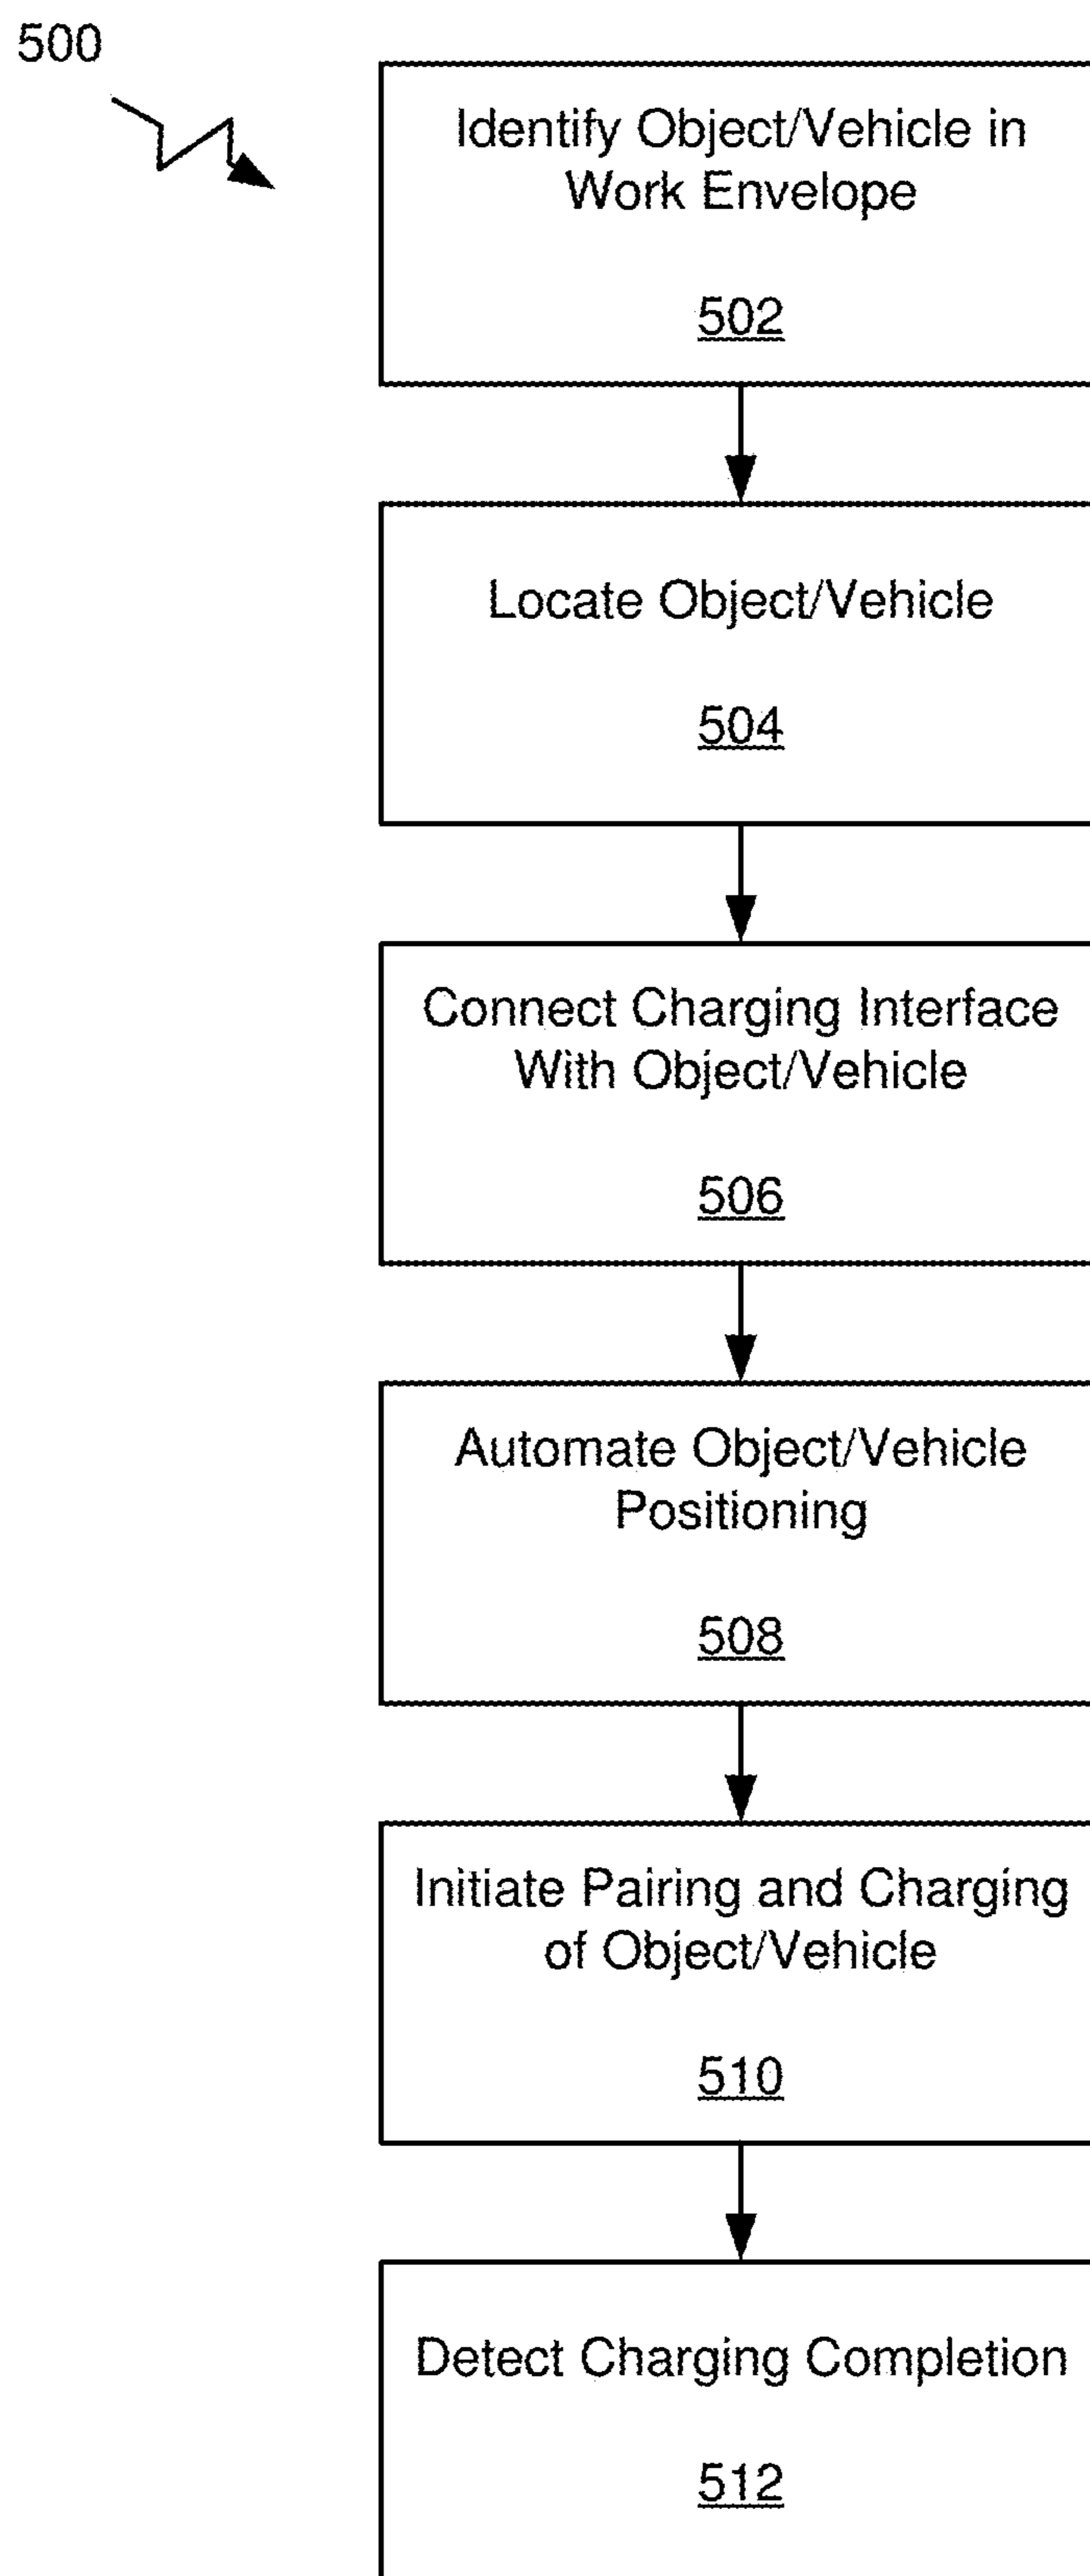 500
Identify Object/Vehicle in
Work Envelope
502
Locate Object/Vehicle
504
Connect Charging Interface
With Object/Vehicle
506
Automate Object/Vehicle
Positioning
508
Initiate Pairing and Charging
of Object/Vehicle
510
Detect Charging Completion
512